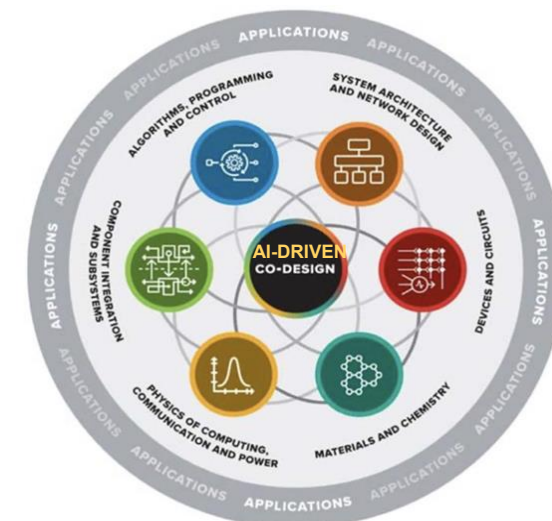 APPLICATIONS
APPLICATIONS
APPLICATIONS
APPLICATIONS
APPLICATIONS
APPLICATIONS
APPLICATIONS
APPLICATIONS
APPLICATIONS
APPLICATIONS
APPLICATIONS
APPLICATIONS
ALGORITHMS, PROGRAMMING
AND CONTROL
SYSTEM ARCHITECTURE
AND NETWORK DESIGN
COMPONENT INTEGRATION
AND SUBSYSTEMS
AI-DRIVEN
CO-DESIGN
DEVICES AND CIRCUITS
PHYSICS OF COMPUTING,
COMMUNICATION AND POWER
MATERIALS AND CHEMISTRY